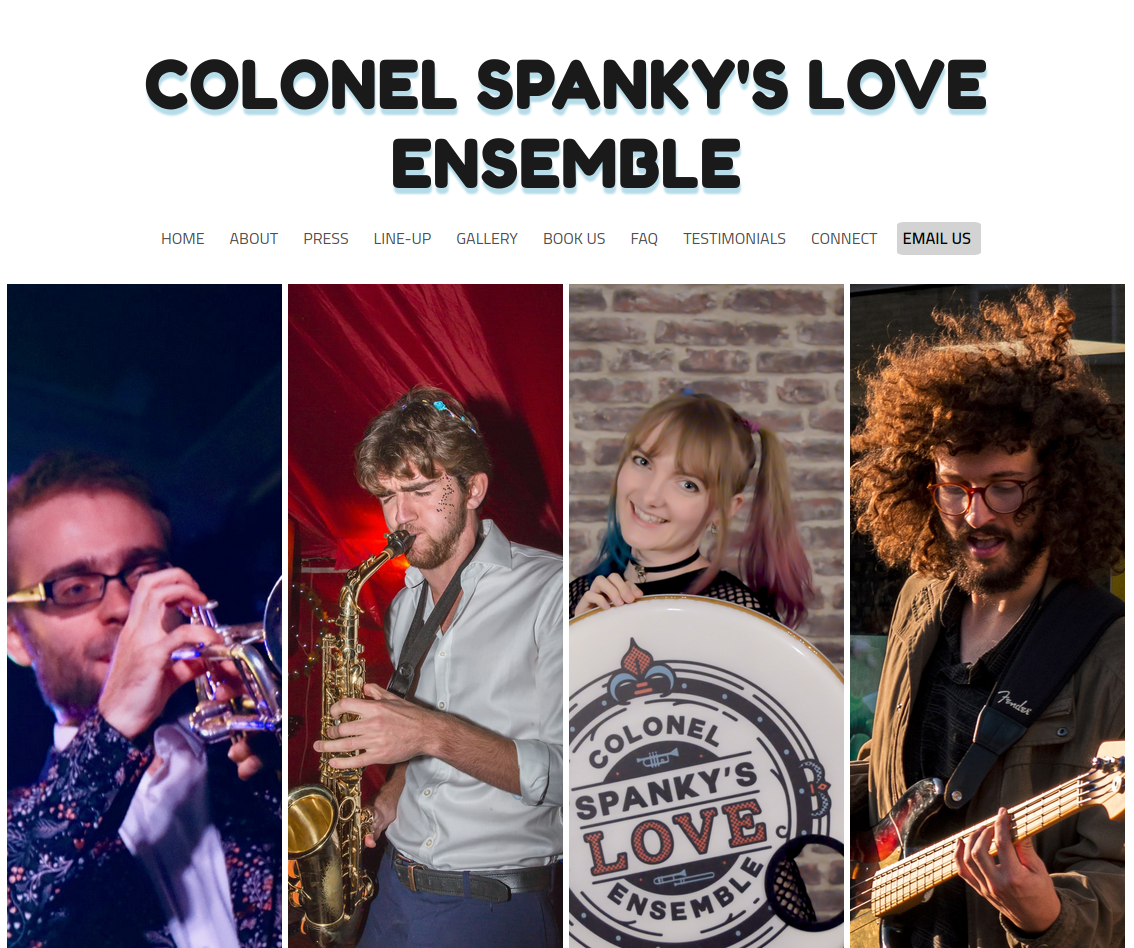 COLONEL SPANKY'S LOVE
ENSEMBLE
HOME ABOUT PRESS LINE-UP GALLERY BOOK US FAQ TESTIMONIALS CONNECT EMAIL US
Fender
COLONEL
SPANKY'S
LOVE
ENSEMBLE